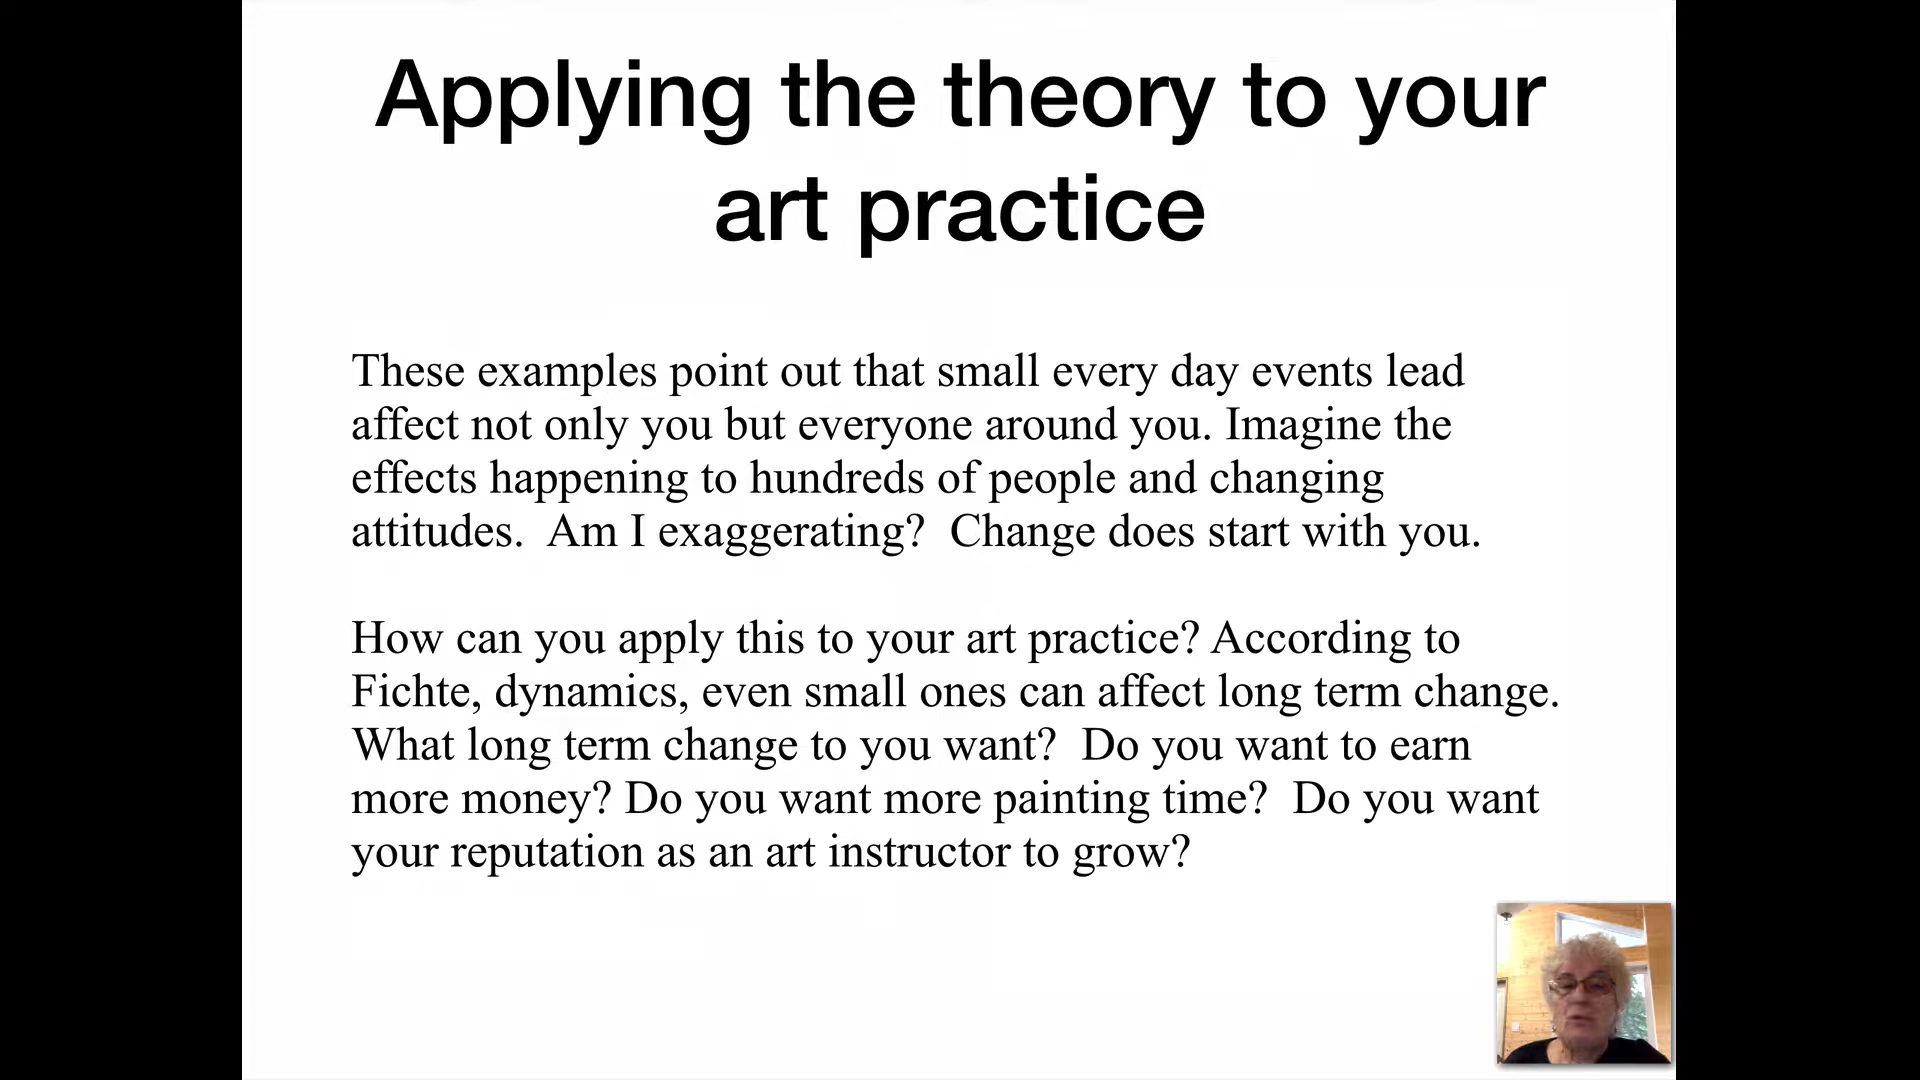 Applying the theory to your
art practice
These examples point out that small every day events lead
affect not only you but everyone around you. Imagine the
effects happening to hundreds of people and changing
attitudes.  Am I exaggerating?  Change does start with you.
How can you apply this to your art practice? According to
Fichte, dynamics, even small ones can affect long term change.
What long term change to you want?  Do you want to earn
more money? Do you want more painting time?  Do you want
your reputation as an art instructor to grow?